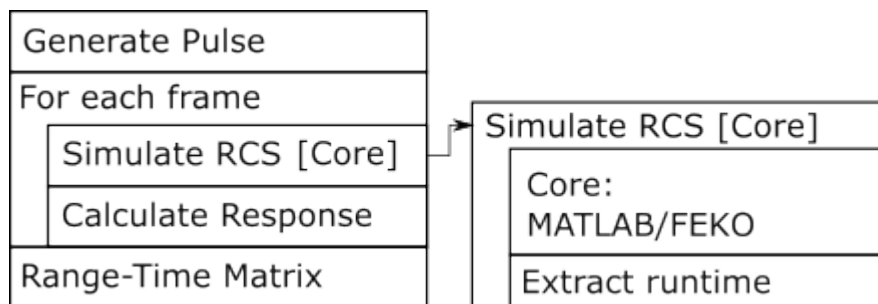 Generate Pulse
For each frame
Simulate RCS [Core]
Calculate Response
Range-Time Matrix
Simulate RCS [Core]
Core:
MATLAB/FEKO
Extract runtime